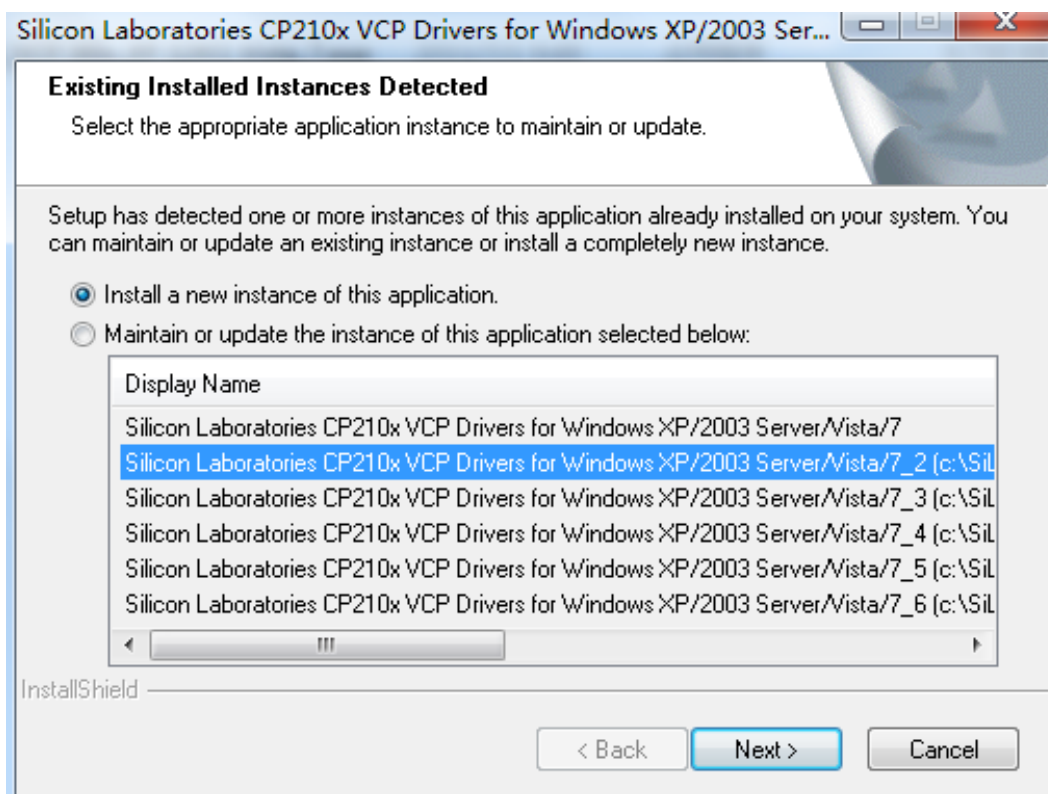 Silicon Laboratories CP210x VCP Drivers for Windows XP/2003 Ser...
Existing Installed Instances Detected
Select the appropriate application instance to maintain or update.
Setup has detected one or more instances of this application already installed on your system. You
can maintain or update an existing instance or install a completely new instance.
Install a new instance of this application.
Maintain or update the instance of this application selected below:
Display Name
Silicon Laboratories CP210x VCP Drivers for Windows XP/2003 Server/Vista/7
Silicon Laboratories CP210x VCP Drivers for Windows XP/2003 Server/Vista/7_2 (c:\SiL
Silicon Laboratories CP210x VCP Drivers for Windows XP/2003 Server/Vista/7_3 (c:\SiL
Silicon Laboratories CP210x VCP Drivers for Windows XP/2003 Server/Vista/7_4 (c:\SiL
Silicon Laboratories CP210x VCP Drivers for Windows XP/2003 Server/Vista/7_5 (c:\SiL
Silicon Laboratories CP210x VCP Drivers for Windows XP/2003 Server/Vista/7_6 (c:\SiL
InstallShield
< Back
Next >
Cancel